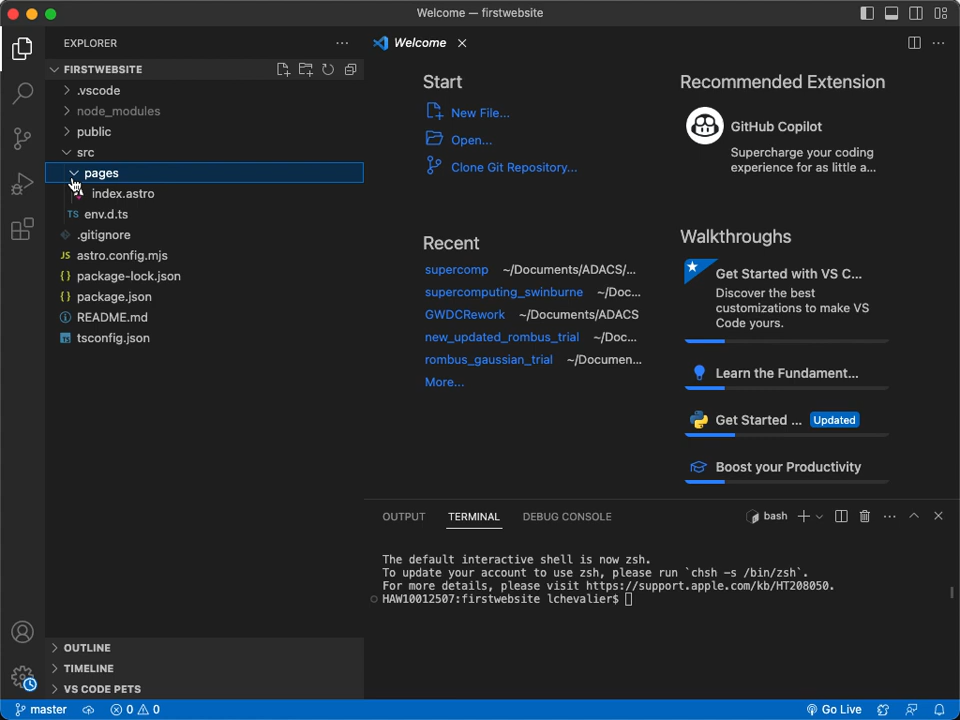 Welcome — firstwebsite
EXPLORER
FIRSTWEBSITE
.vscode
node_modules
public
src
pages
index.astro
TS env.d.ts
.gitignore
JS astro.config.mjs
{} package-lock.json
{} package.json
README.md
TS tsconfig.json
OUTLINE
TIMELINE
VS CODE PETS
Welcome
Start
New File...
Open...
Clone Git Repository...
Recent
supercomp ~/Documents/ADACS/...
supercomputing_swinburne ~/Doc...
GWDCRework ~/Documents/ADACS
new_updated_rombus_trial ~/Doc...
rombus_gaussian_trial ~/Documen...
More...
Recommended Extension
GitHub Copilot
Supercharge your coding
experience for as little a...
Walkthroughs
Get Started with VS C...
Discover the best
customizations to make VS
Code yours.
Learn the Fundament...
Get Started ... Updated
Boost your Productivity
OUTPUT TERMINAL DEBUG CONSOLE bash
The default interactive shell is now zsh.
To update your account to use zsh, please run `chsh -s /bin/zsh`.
For more details, please visit https://support.apple.com/kb/HT208050.
HAW10012507:firstwebsite lchevalier$
master 0 0 Go Live